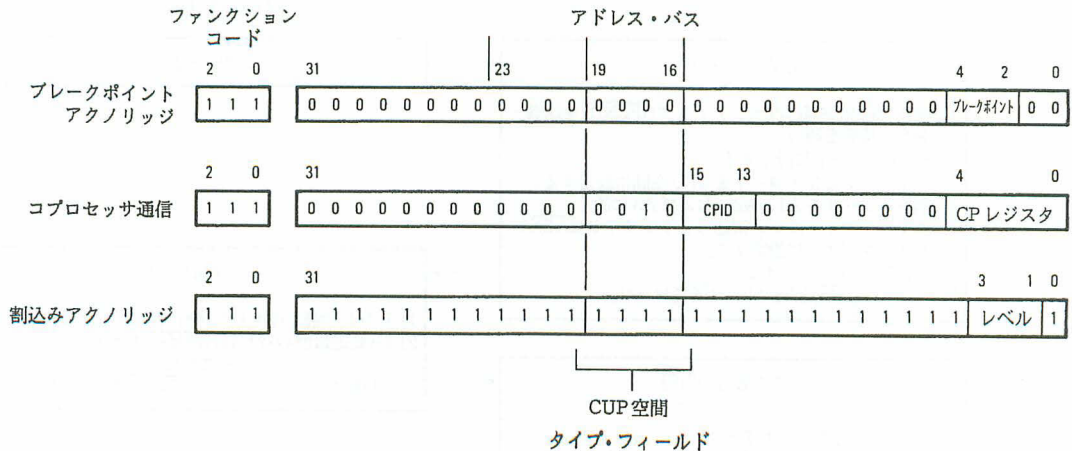 ファンクション
コード
アドレス・バス
2 0 31 23 19 16 4 2 0
ブレークポイント
アクノリッジ
1 1 1 0 0 0 0 0 0 0 0 0 0 0 0 0 0 0 0 0 0 0 0 0 0 0 0 0 0 0 ブレークポイント 0 0
2 0 31 15 13 4 0
コプロセッサ通信 1 1 1 0 0 0 0 0 0 0 0 0 0 0 0 0 0 1 0 CPID 0 0 0 0 0 0 0 0 CPレジスタ
2 0 31 3 1 0
割込みアクノリッジ 1 1 1 1 1 1 1 1 1 1 1 1 1 1 1 1 1 1 1 1 1 1 1 1 1 1 1 1 1 1 1 レベル 1
CUP空間
タイプ・フィールド